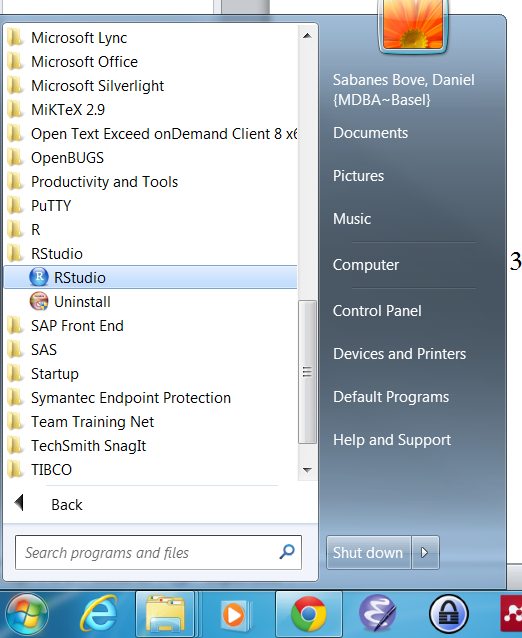 Microsoft Lync
Microsoft Office
Microsoft Silverlight
MiKTeX 2.9
Open Text Exceed onDemand Client 8 x6
OpenBUGS
Productivity and Tools
PuTTY
R
RStudio
RStudio
Uninstall
SAP Front End
SAS
Startup
Symantec Endpoint Protection
Team Training Net
TechSmith SnagIt
TIBCO
Back
Search programs and files
Sabanes Bove, Daniel
{MDBA~Basel}
Documents
Pictures
Music
Computer
Control Panel
Devices and Printers
Default Programs
Help and Support
Shut down
3